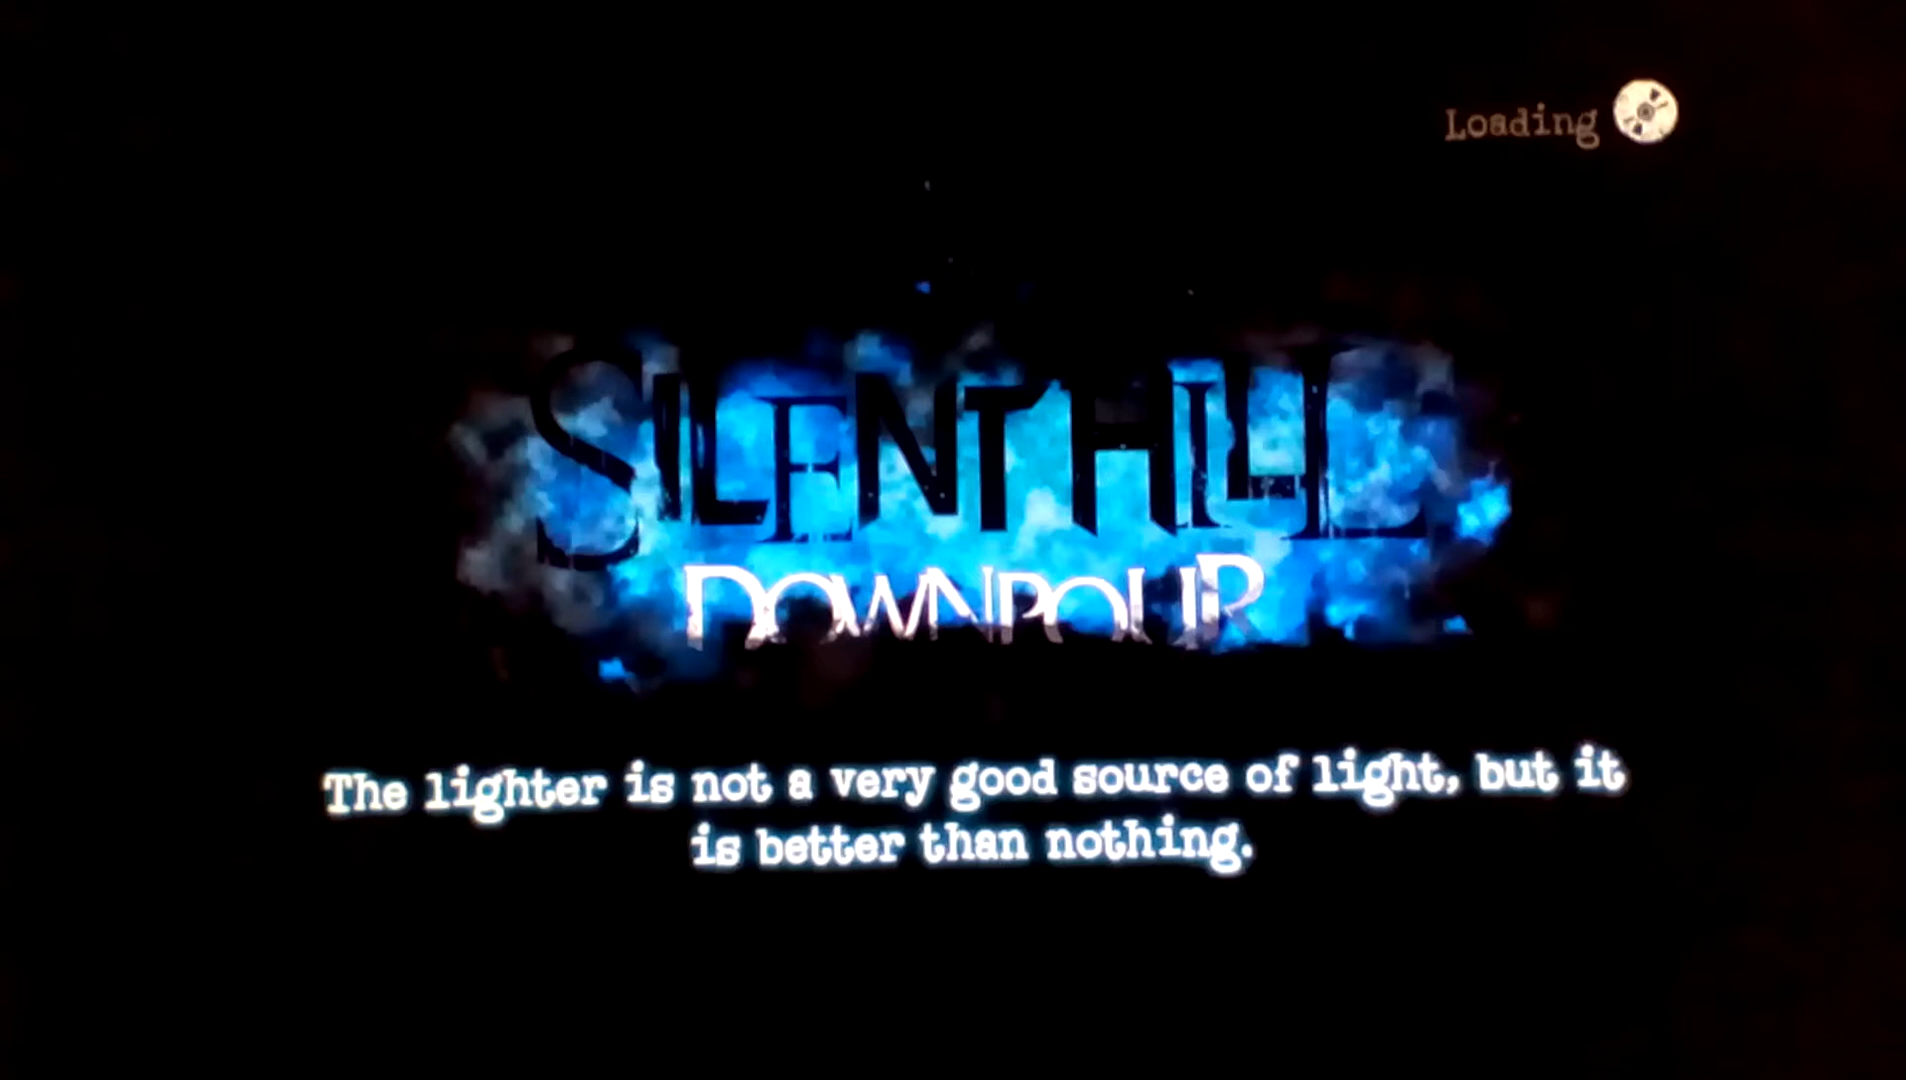 Loading
SILENT HILL
DOWNPOUR
The lighter is not a very good source of light, but it
is better than nothing.